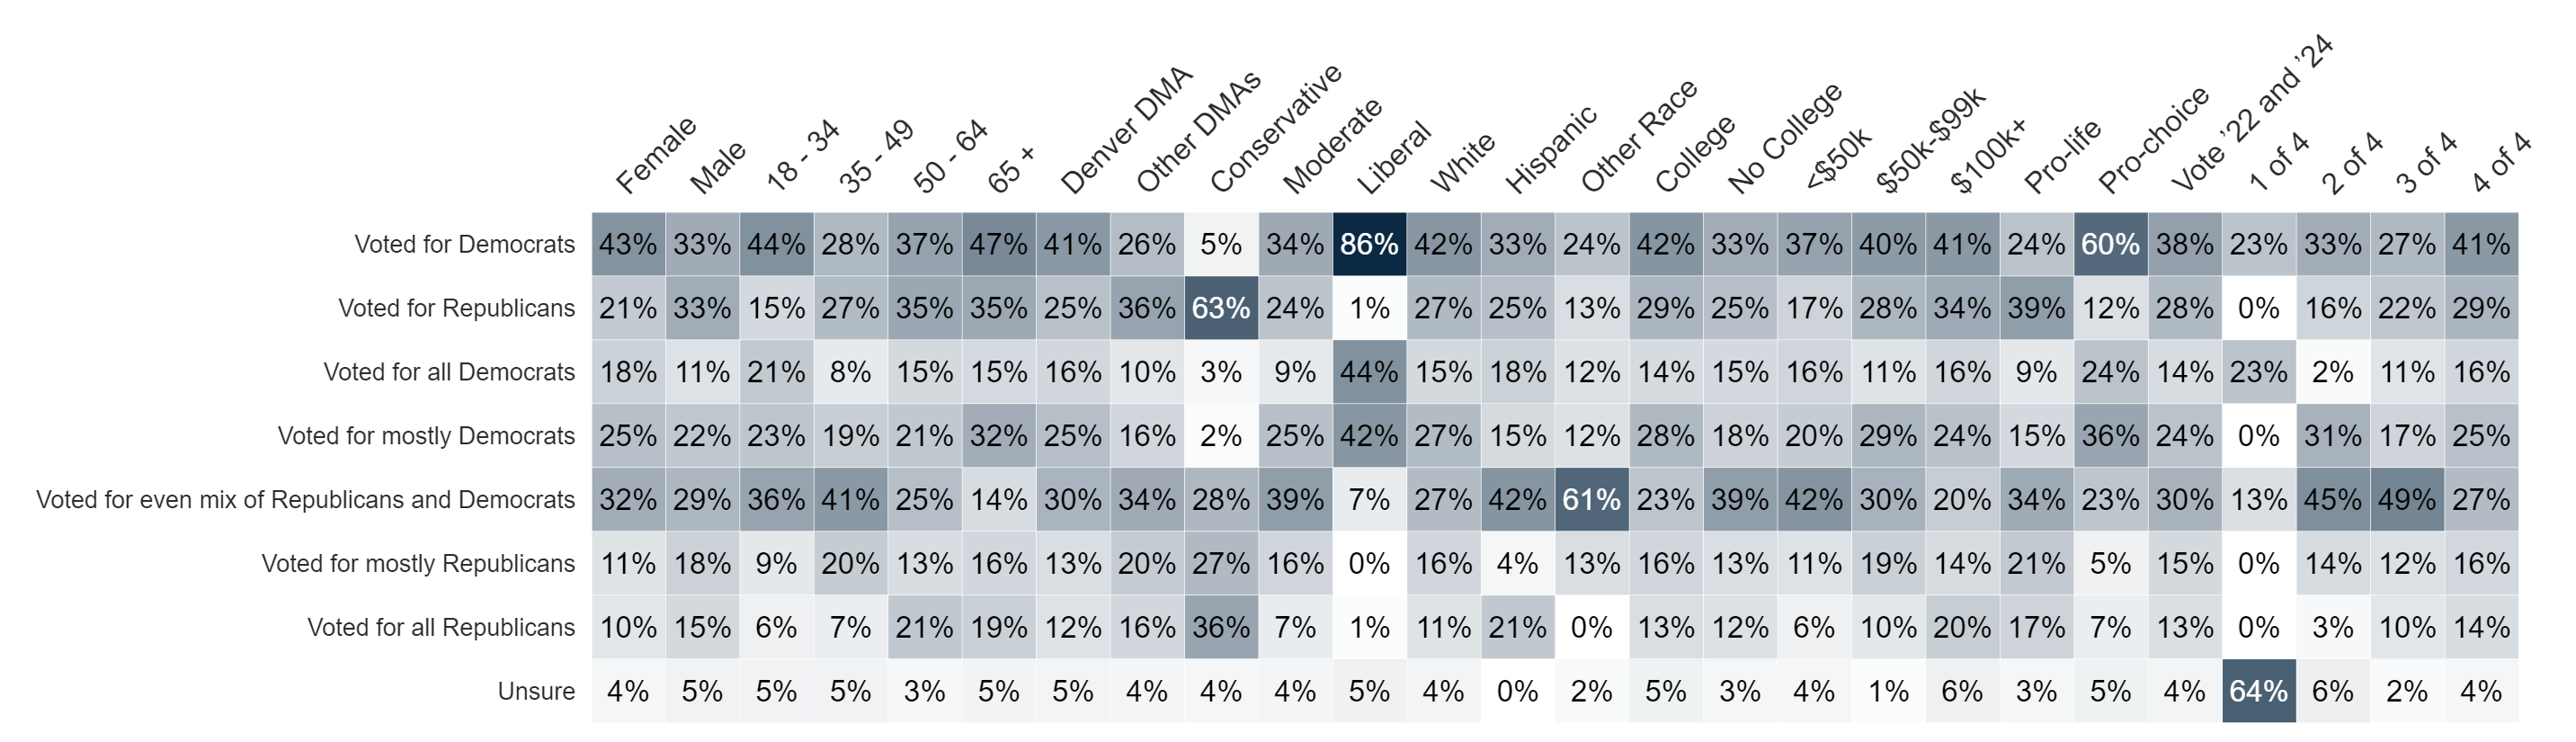 Female Male 18 - 34 35 - 49 50 - 64 65 + Denver DMA Other DMAs Conservative Moderate Liberal White Hispanic Other Race College No College <$50k $50k-$99k $100k+ Pro-life Pro-choice Vote ’22 and ’24 1 of 4 2 of 4 3 of 4 4 of 4
Voted for Democrats 43% 33% 44% 28% 37% 47% 41% 26% 5% 34% 86% 42% 33% 24% 42% 33% 37% 40% 41% 24% 60% 38% 23% 33% 27% 41%
Voted for Republicans 21% 33% 15% 27% 35% 35% 25% 36% 63% 24% 1% 27% 25% 13% 29% 25% 17% 28% 34% 39% 12% 28% 0% 16% 22% 29%
Voted for all Democrats 18% 11% 21% 8% 15% 15% 16% 10% 3% 9% 44% 15% 18% 12% 14% 15% 16% 11% 16% 9% 24% 14% 23% 2% 11% 16%
Voted for mostly Democrats 25% 22% 23% 19% 21% 32% 25% 16% 2% 25% 42% 27% 15% 12% 28% 18% 20% 29% 24% 15% 36% 24% 0% 31% 17% 25%
Voted for even mix of Republicans and Democrats 32% 29% 36% 41% 25% 14% 30% 34% 28% 39% 7% 27% 42% 61% 23% 39% 42% 30% 20% 34% 23% 30% 13% 45% 49% 27%
Voted for mostly Republicans 11% 18% 9% 20% 13% 16% 13% 20% 27% 16% 0% 16% 4% 13% 16% 13% 11% 19% 14% 21% 5% 15% 0% 14% 12% 16%
Voted for all Republicans 10% 15% 6% 7% 21% 19% 12% 16% 36% 7% 1% 11% 21% 0% 13% 12% 6% 10% 20% 17% 7% 13% 0% 3% 10% 14%
Unsure 4% 5% 5% 5% 3% 5% 5% 4% 4% 4% 5% 4% 0% 2% 5% 3% 4% 1% 6% 3% 5% 4% 64% 6% 2% 4%